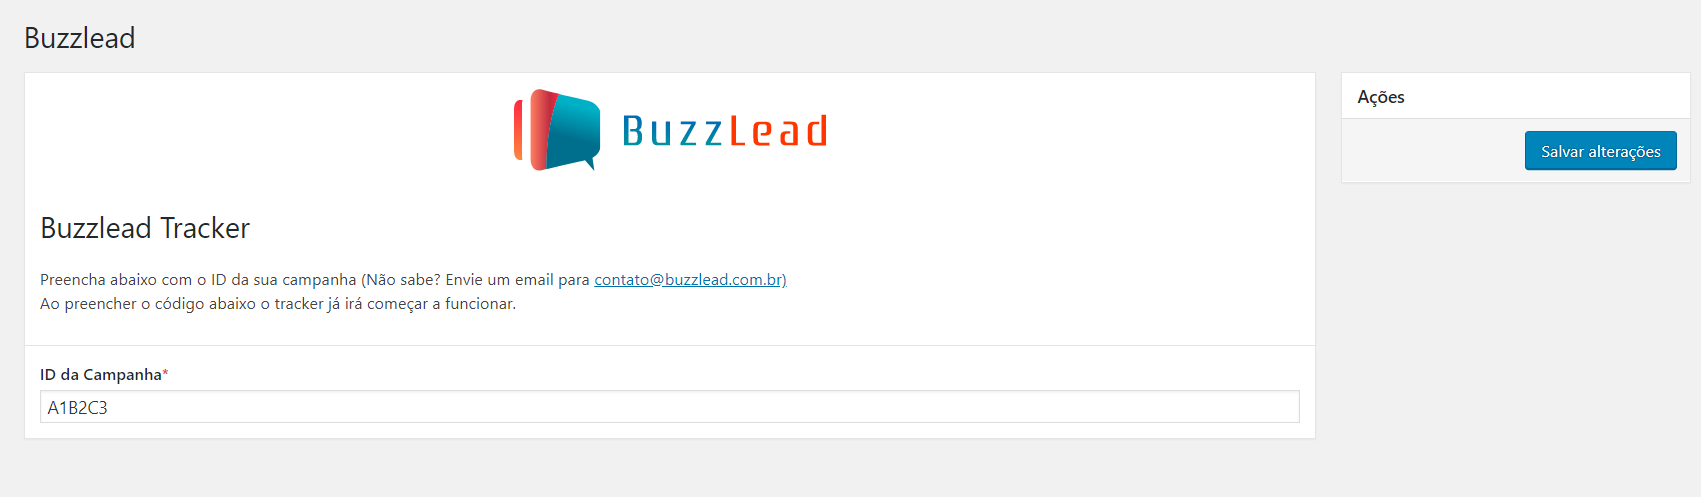 Buzzlead
BuzzLead
Buzzlead Tracker
Preencha abaixo com o ID da sua campanha (Não sabe? Envie um email para contato@buzzlead.com.br)
Ao preencher o código abaixo o tracker já irá começar a funcionar.
ID da Campanha*
A1B2C3
Ações
Salvar alterações